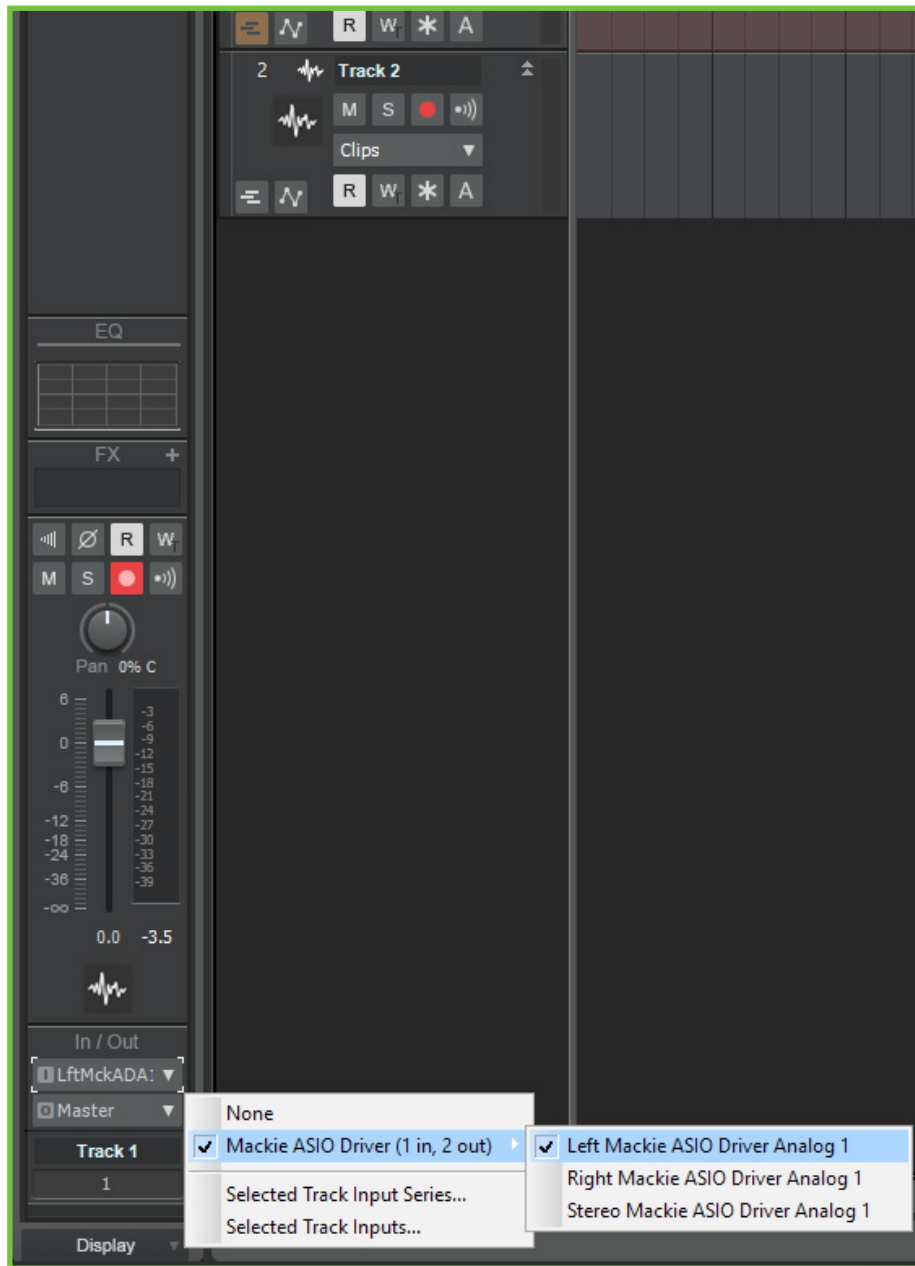 R W T A
2 Track 2
M S
Clips
R W T A
EQ
FX +
R W T
M S
Pan 0% C
6
0
-6
-12
-18
-24
-36
-∞
-3
-6
-9
-12
-15
-18
-21
-24
-27
-30
-33
-36
-39
0.0 -3.5
In / Out
I LftMckADA1
O Master
Track 1
1
Display
None
Mackie ASIO Driver (1 in, 2 out)
Selected Track Input Series...
Selected Track Inputs...
Left Mackie ASIO Driver Analog 1
Right Mackie ASIO Driver Analog 1
Stereo Mackie ASIO Driver Analog 1